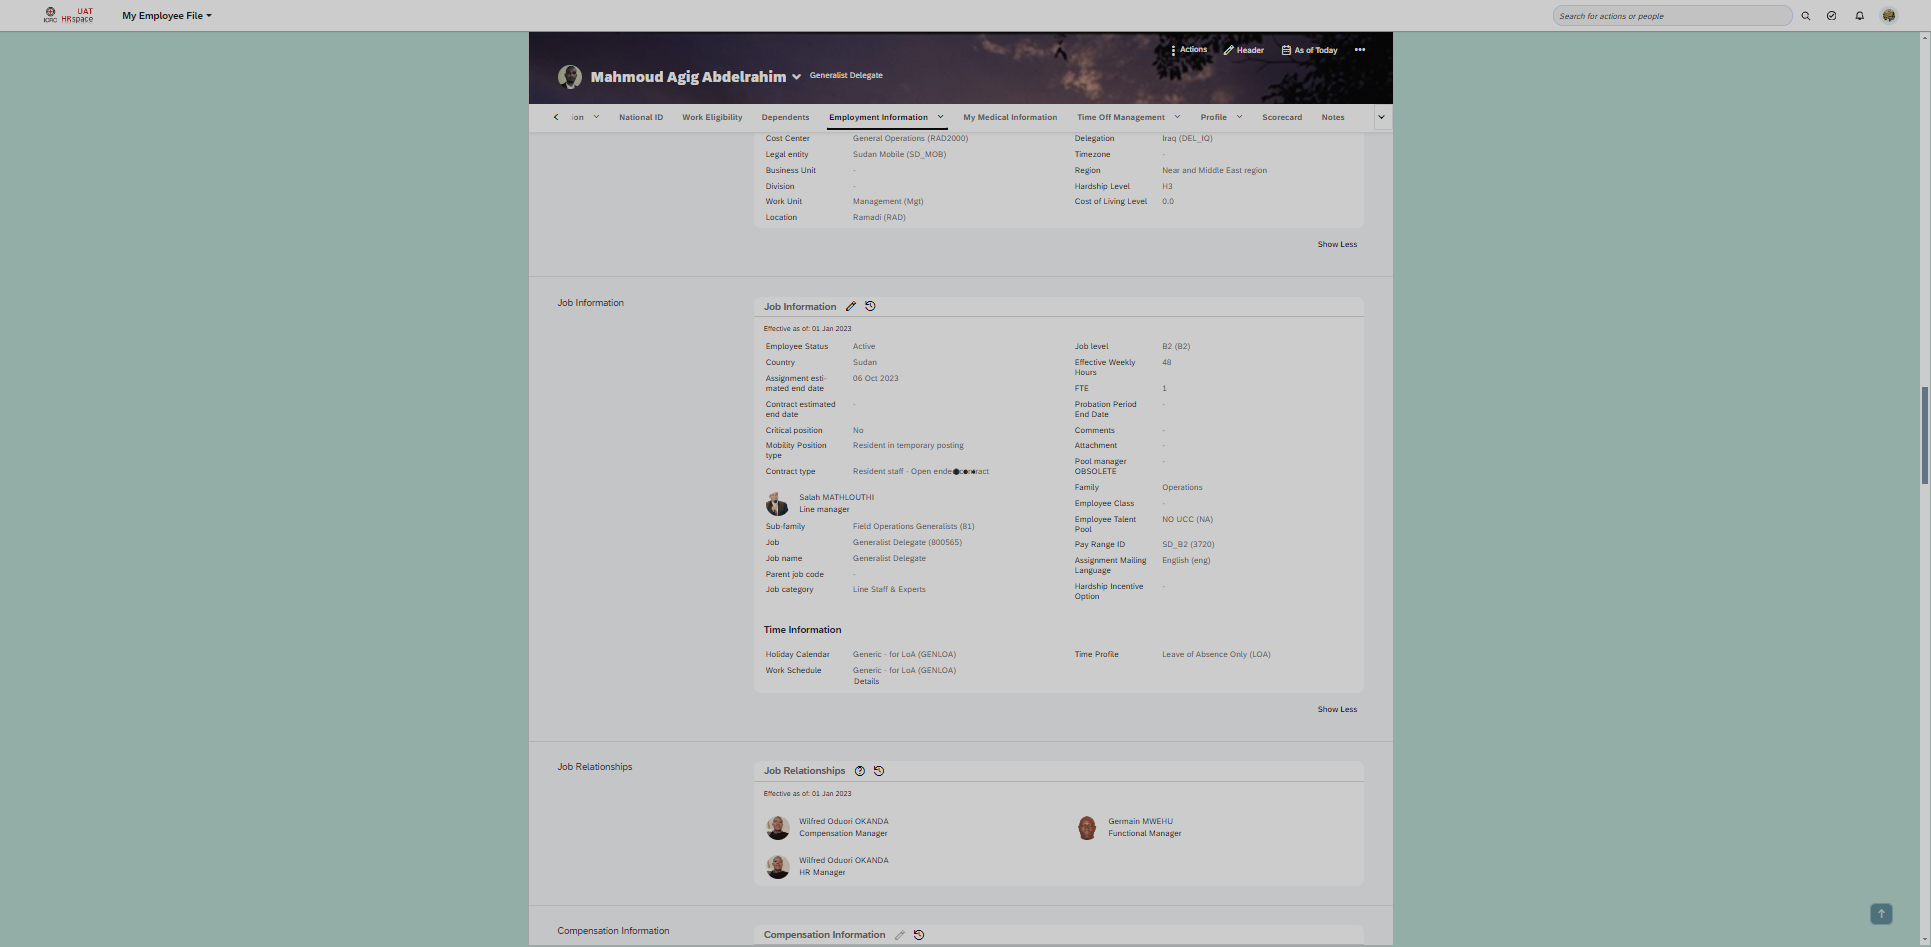 ICRC UAT HRspace My Employee File Search for actions or people
Actions Header As of Today
Mahmoud Agig Abdelrahim Generalist Delegate
ion National ID Work Eligibility Dependents Employment Information My Medical Information Time Off Management Profile Scorecard Notes
Cost Center General Operations (RAD2000) Delegation Iraq (DEL_IQ)
Legal entity Sudan Mobile (SD_MOB) Timezone -
Business Unit - Region Near and Middle East region
Division - Hardship Level H3
Work Unit Management (Mgt) Cost of Living Level 0.0
Location Ramadi (RAD)
Show Less
Job Information
Job Information
Effective as of: 01 Jan 2023
Employee Status Active
Country Sudan
Assignment esti-
mated end date 06 Oct 2023
Contract estimated
end date -
Critical position No
Mobility Position
type Resident in temporary posting
Contract type Resident staff - Open ende contract
Salah MATHLOUTHI
Line manager
Sub-family Field Operations Generalists (81)
Job Generalist Delegate (800565)
Job name Generalist Delegate
Parent job code -
Job category Line Staff & Experts
Job level B2 (B2)
Effective Weekly
Hours 48
FTE 1
Probation Period
End Date -
Comments -
Attachment -
Pool manager
OBSOLETE -
Family Operations
Employee Class -
Employee Talent
Pool NO UCC (NA)
Pay Range ID SD_B2 (3720)
Assignment Mailing
Language English (eng)
Hardship Incentive
Option -
Time Information
Holiday Calendar Generic - for LoA (GENLOA) Time Profile Leave of Absence Only (LOA)
Work Schedule Generic - for LoA (GENLOA)
Details
Show Less
Job Relationships
Job Relationships
Effective as of: 01 Jan 2023
Wilfred Oduori OKANDA
Compensation Manager
Germain MWEHU
Functional Manager
Wilfred Oduori OKANDA
HR Manager
Compensation Information
Compensation Information